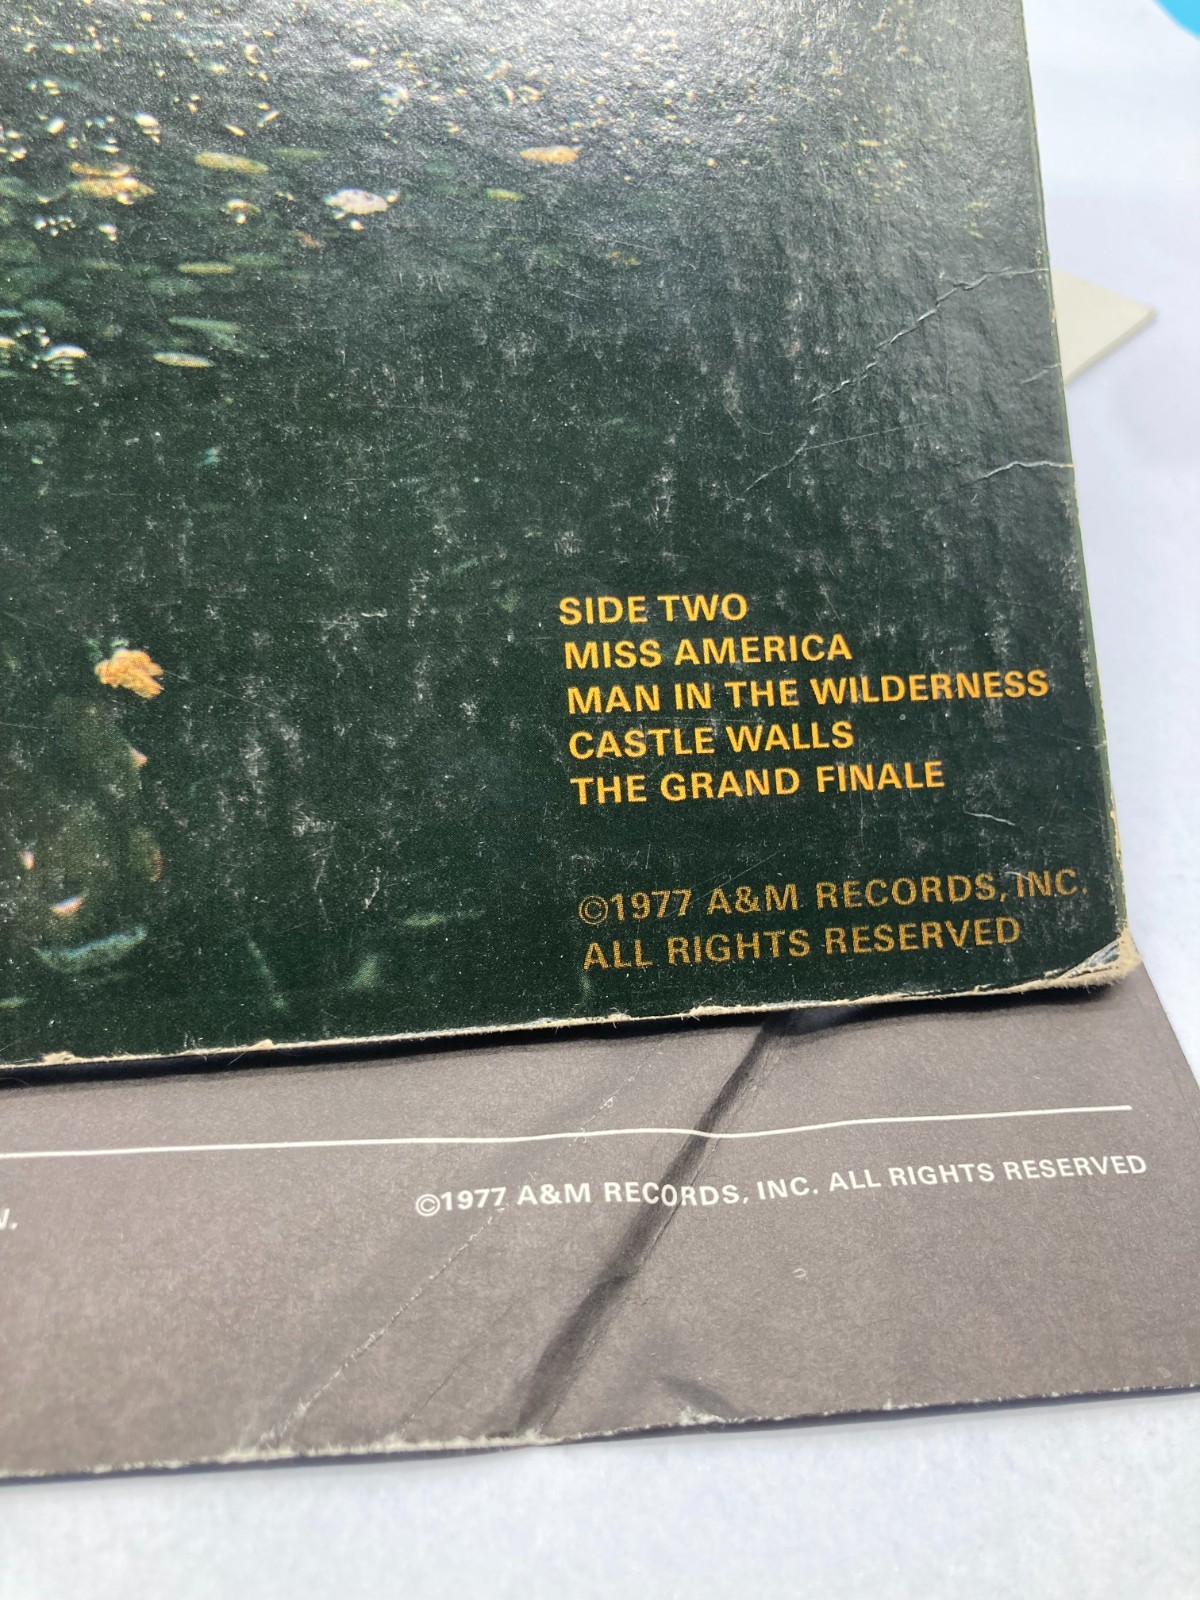 SIDE TWO
MISS AMERICA
MAN IN THE WILDERNESS
CASTLE WALLS
THE GRAND FINALE
©1977 A&M RECORDS, INC.
ALL RIGHTS RESERVED
©1977 A&M RECORDS, INC. ALL RIGHTS RESERVED